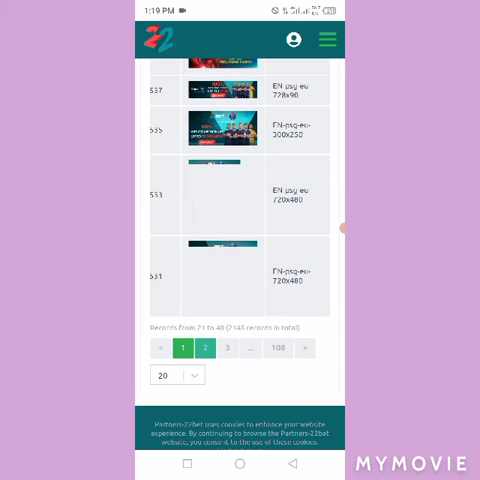 1:19 PM
22
537
EN psg eu
728x90
535
EN-psg-eu-
300x250
533
EN psg eu
720x480
531
EN-psg-eu-
720x480
Records from 21 to 40 (2148 records in total)
< 1 2 3 ... 108 >
20
Partners-22bet uses cookies to enhance your website
experience. By continuing to browse the Partners-22bet
website, you consent to the use of these cookies.
MYMOVIE